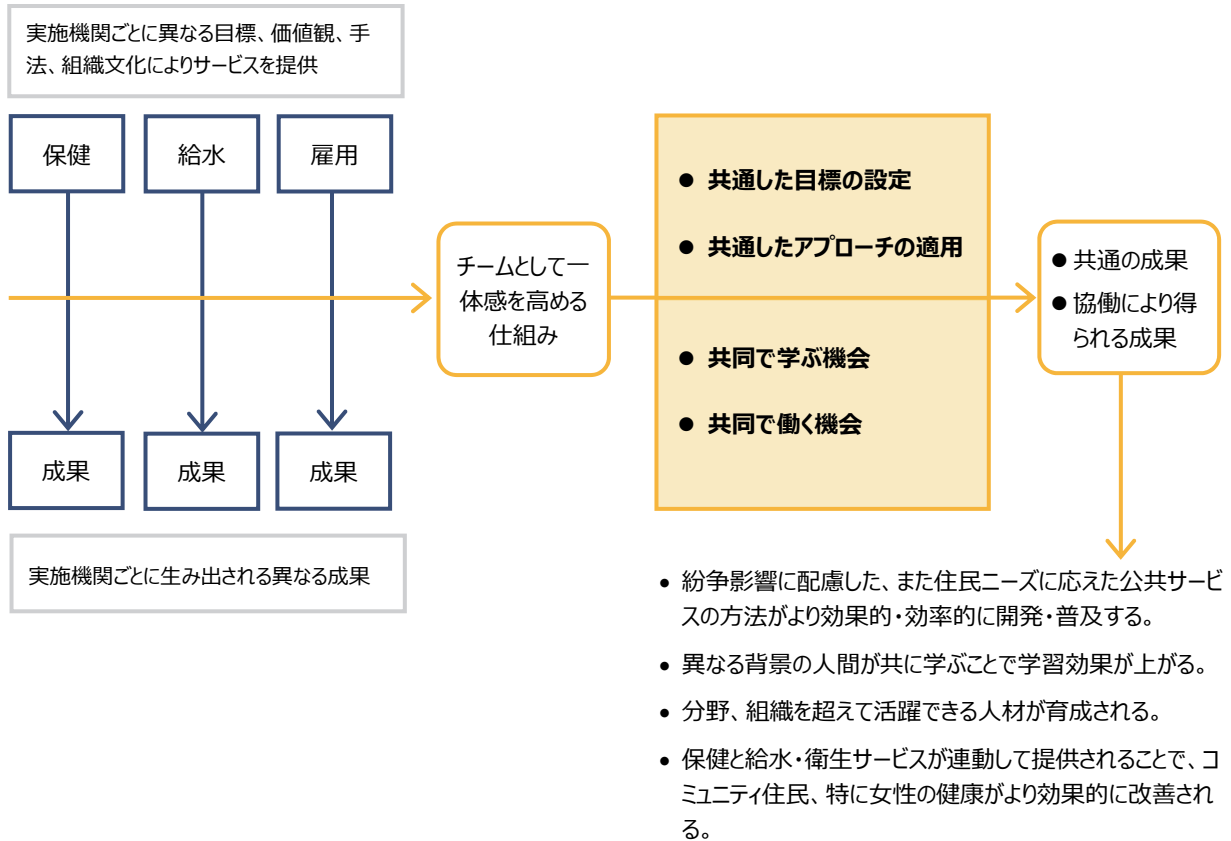 実施機関ごとに異なる目標、価値観、手
法、組織文化によりサービスを提供
保健
給水
雇用
成果
成果
成果
実施機関ごとに生み出される異なる成果
チームとして一
体感を高める
仕組み
● 共通した目標の設定
● 共通したアプローチの適用
● 共同で学ぶ機会
● 共同で働く機会
● 共通の成果
● 協働により得
られる成果
• 紛争影響に配慮した、また住民ニーズに応えた公共サービ
スの方法がより効果的・効率的に開発・普及する。
• 異なる背景の人間が共に学ぶことで学習効果が上がる。
• 分野、組織を超えて活躍できる人材が育成される。
• 保健と給水・衛生サービスが連動して提供されることで、コ
ミュニティ住民、特に女性の健康がより効果的に改善され
る。